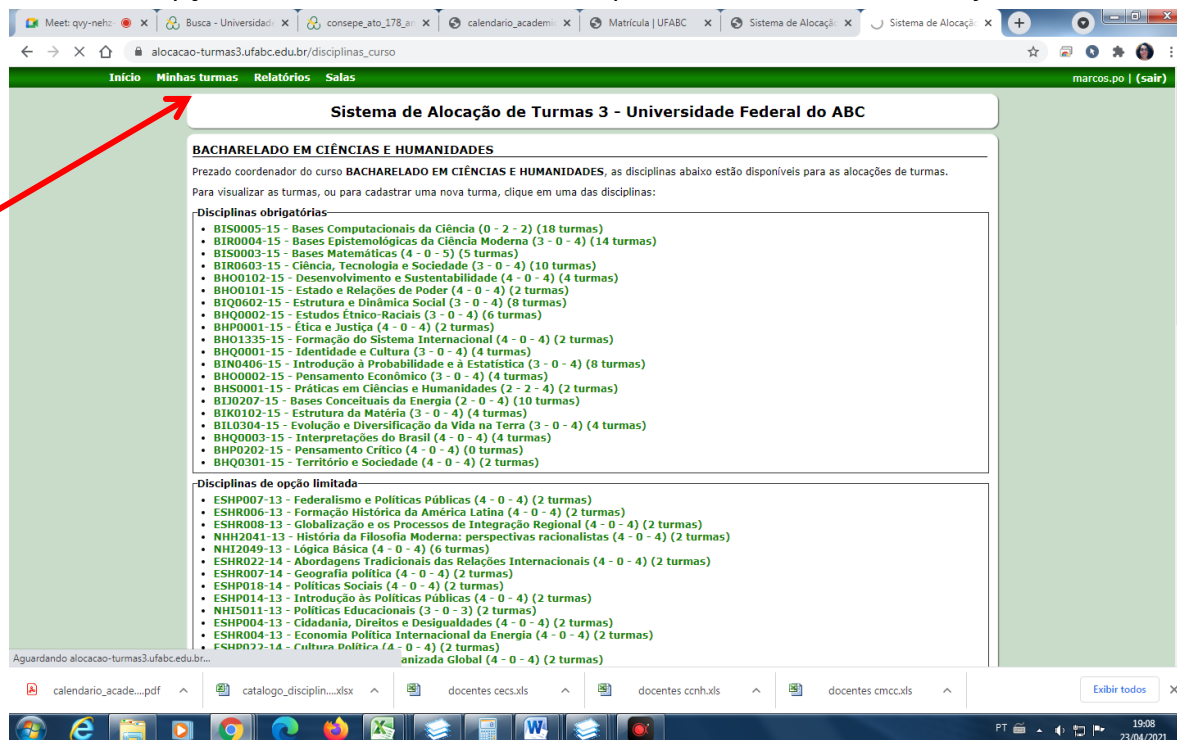 Meet: qvy-nehz
Busca - Universidad
consepe_ato_178_an
calendario_academic
Matrícula | UFABC
Sistema de Alocaçã
Sistema de Alocaçã
alocacao-turmas3.ufabc.edu.br/disciplinas_curso
Início Minhas turmas Relatórios Salas marcos.po | (sair)
Sistema de Alocação de Turmas 3 - Universidade Federal do ABC
BACHARELADO EM CIÊNCIAS E HUMANIDADES
Prezado coordenador do curso BACHARELADO EM CIÊNCIAS E HUMANIDADES, as disciplinas abaixo estão disponíveis para as alocações de turmas.
Para visualizar as turmas, ou para cadastrar uma nova turma, clique em uma das disciplinas:
Disciplinas obrigatórias
BIS0005-15 - Bases Computacionais da Ciência (0 - 2 - 2) (18 turmas)
BIR0004-15 - Bases Epistemológicas da Ciência Moderna (3 - 0 - 4) (14 turmas)
BIS0003-15 - Bases Matemáticas (4 - 0 - 5) (5 turmas)
BIR0603-15 - Ciência, Tecnologia e Sociedade (3 - 0 - 4) (10 turmas)
BHO0102-15 - Desenvolvimento e Sustentabilidade (4 - 0 - 4) (4 turmas)
BHO0101-15 - Estado e Relações de Poder (4 - 0 - 4) (2 turmas)
BIQ0602-15 - Estrutura e Dinâmica Social (3 - 0 - 4) (8 turmas)
BHQ0002-15 - Estudos Étnico-Raciais (3 - 0 - 4) (6 turmas)
BHP0001-15 - Ética e Justiça (4 - 0 - 4) (2 turmas)
BHO1335-15 - Formação do Sistema Internacional (4 - 0 - 4) (2 turmas)
BHQ0001-15 - Identidade e Cultura (3 - 0 - 4) (4 turmas)
BIN0406-15 - Introdução à Probabilidade e à Estatística (3 - 0 - 4) (8 turmas)
BHO0002-15 - Pensamento Econômico (3 - 0 - 4) (4 turmas)
BHS0001-15 - Práticas em Ciências e Humanidades (2 - 2 - 4) (2 turmas)
BIJ0207-15 - Bases Conceituais da Energia (2 - 0 - 4) (10 turmas)
BIK0102-15 - Estrutura da Matéria (3 - 0 - 4) (4 turmas)
BIL0304-15 - Evolução e Diversificação da Vida na Terra (3 - 0 - 4) (4 turmas)
BHQ0003-15 - Interpretações do Brasil (4 - 0 - 4) (4 turmas)
BHP0202-15 - Pensamento Crítico (4 - 0 - 4) (0 turmas)
BHQ0301-15 - Território e Sociedade (4 - 0 - 4) (2 turmas)
Disciplinas de opção limitada
ESHP007-13 - Federalismo e Políticas Públicas (4 - 0 - 4) (2 turmas)
ESHR006-13 - Formação Histórica da América Latina (4 - 0 - 4) (2 turmas)
ESHR008-13 - Globalização e os Processos de Integração Regional (4 - 0 - 4) (2 turmas)
NHH2041-13 - História da Filosofia Moderna: perspectivas racionalistas (4 - 0 - 4) (2 turmas)
NHI2049-13 - Lógica Básica (4 - 0 - 4) (6 turmas)
ESHR022-14 - Abordagens Tradicionais das Relações Internacionais (4 - 0 - 4) (2 turmas)
ESHR007-14 - Geografia política (4 - 0 - 4) (2 turmas)
ESHP018-14 - Políticas Sociais (4 - 0 - 4) (2 turmas)
ESHP014-13 - Introdução às Políticas Públicas (4 - 0 - 4) (2 turmas)
NHI5011-13 - Políticas Educacionais (3 - 0 - 3) (2 turmas)
ESHP004-13 - Cidadania, Direitos e Desigualdades (4 - 0 - 4) (2 turmas)
ESHR004-13 - Economia Política Internacional da Energia (4 - 0 - 4) (2 turmas)
ESHP022-14 - Cultura Política (4 - 0 - 4) (2 turmas)
anizada Global (4 - 0 - 4) (2 turmas)
Aguardando alocacao-turmas3.ufabc.edu.br...
calendario_acade....pdf
catalogo_disciplin....xlsx
docentes cecs.xls
docentes ccnh.xls
docentes cmcc.xls
Exibir todos
PT
19:08
23/04/2021